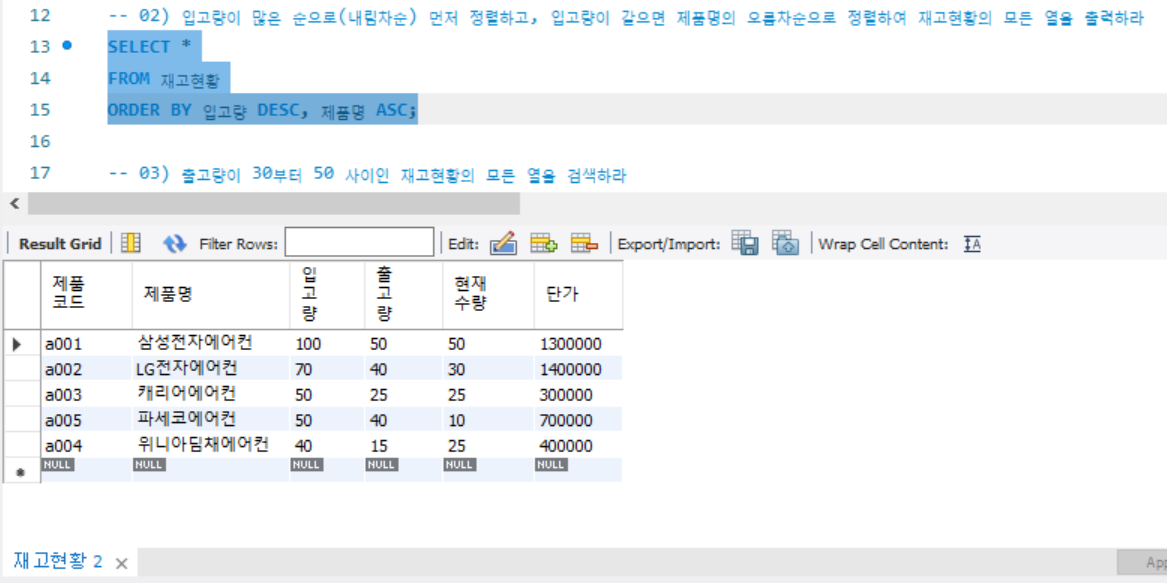 12 -- 02) 입고량이 많은 순으로(내림차순) 먼저 정렬하고, 입고량이 같으면 제품명의 오름차순으로 정렬하여 재고현황의 모든 열을 출력하라
13 SELECT *
14 FROM 재고현황
15 ORDER BY 입고량 DESC, 제품명 ASC;
16
17 -- 03) 출고량이 30부터 50 사이인 재고현황의 모든 열을 검색하라
Result Grid Filter Rows: Edit: Export/Import: Wrap Cell Content:
제품코드 제품명 입고량 출고량 현재수량 단가
a001 삼성전자에어컨 100 50 50 1300000
a002 LG전자에어컨 70 40 30 1400000
a003 캐리어에어컨 50 25 25 300000
a005 파세코에어컨 50 40 10 700000
a004 위니아딤채에어컨 40 15 25 400000
NULL NULL NULL NULL NULL NULL
재고현황 2
App